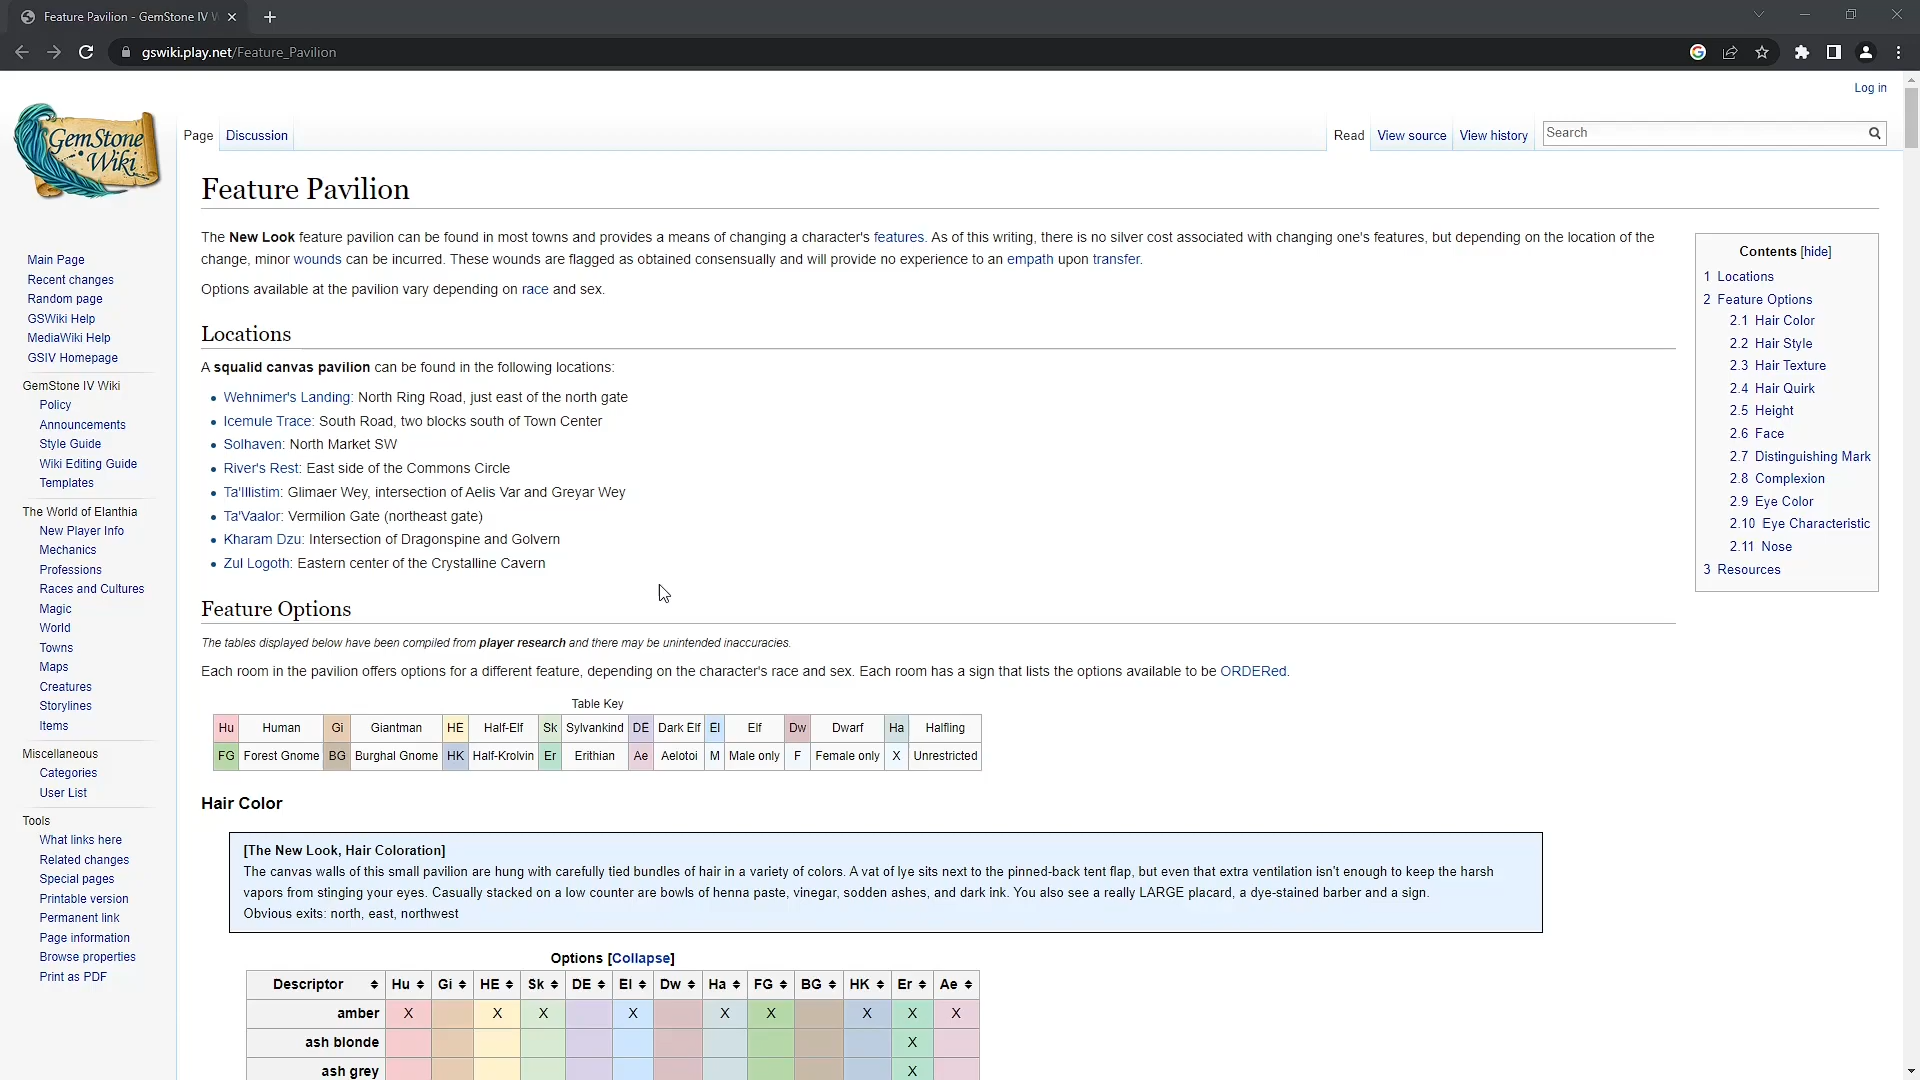 Feature Pavilion - GemStone IV W
gswiki.play.net/Feature_Pavilion
Log in
GemStone
Wiki
Page
Discussion
Read
View source
View history
Search
Feature Pavilion
The New Look feature pavilion can be found in most towns and provides a means of changing a character's features. As of this writing, there is no silver cost associated with changing one's features, but depending on the location of the
change, minor wounds can be incurred. These wounds are flagged as obtained consensually and will provide no experience to an empath upon transfer.
Options available at the pavilion vary depending on race and sex.
Locations
A squalid canvas pavilion can be found in the following locations:
Wehnimer's Landing: North Ring Road, just east of the north gate
Icemule Trace: South Road, two blocks south of Town Center
Solhaven: North Market SW
River's Rest: East side of the Commons Circle
Ta'Illistim: Glimaer Wey, intersection of Aelis Var and Greyar Wey
Ta'Vaalor: Vermilion Gate (northeast gate)
Kharam Dzu: Intersection of Dragonspine and Golvern
Zul Logoth: Eastern center of the Crystalline Cavern
Contents [hide]
1 Locations
2 Feature Options
2.1 Hair Color
2.2 Hair Style
2.3 Hair Texture
2.4 Hair Quirk
2.5 Height
2.6 Face
2.7 Distinguishing Mark
2.8 Complexion
2.9 Eye Color
2.10 Eye Characteristic
2.11 Nose
3 Resources
Main Page
Recent changes
Random page
GSWiki Help
MediaWiki Help
GSIV Homepage
GemStone IV Wiki
Policy
Announcements
Style Guide
Wiki Editing Guide
Templates
The World of Elanthia
New Player Info
Mechanics
Professions
Races and Cultures
Magic
World
Towns
Maps
Creatures
Storylines
Items
Miscellaneous
Categories
User List
Tools
What links here
Related changes
Special pages
Printable version
Permanent link
Page information
Browse properties
Print as PDF
Feature Options
The tables displayed below have been compiled from player research and there may be unintended inaccuracies.
Each room in the pavilion offers options for a different feature, depending on the character's race and sex. Each room has a sign that lists the options available to be ORDERed.
Table Key
Hu Human Gi Giantman HE Half-Elf Sk Sylvankind DE Dark Elf El Elf Dw Dwarf Ha Halfling
FG Forest Gnome BG Burghal Gnome HK Half-Krolvin Er Erithian Ae Aelotoi M Male only F Female only X Unrestricted
Hair Color
[The New Look, Hair Coloration]
The canvas walls of this small pavilion are hung with carefully tied bundles of hair in a variety of colors. A vat of lye sits next to the pinned-back tent flap, but even that extra ventilation isn't enough to keep the harsh
vapors from stinging your eyes. Casually stacked on a low counter are bowls of henna paste, vinegar, sodden ashes, and dark ink. You also see a really LARGE placard, a dye-stained barber and a sign.
Obvious exits: north, east, northwest
Options [Collapse]
Descriptor Hu Gi HE Sk DE El Dw Ha FG BG HK Er Ae
amber X X X X X X X X X
ash blonde X
ash grey X